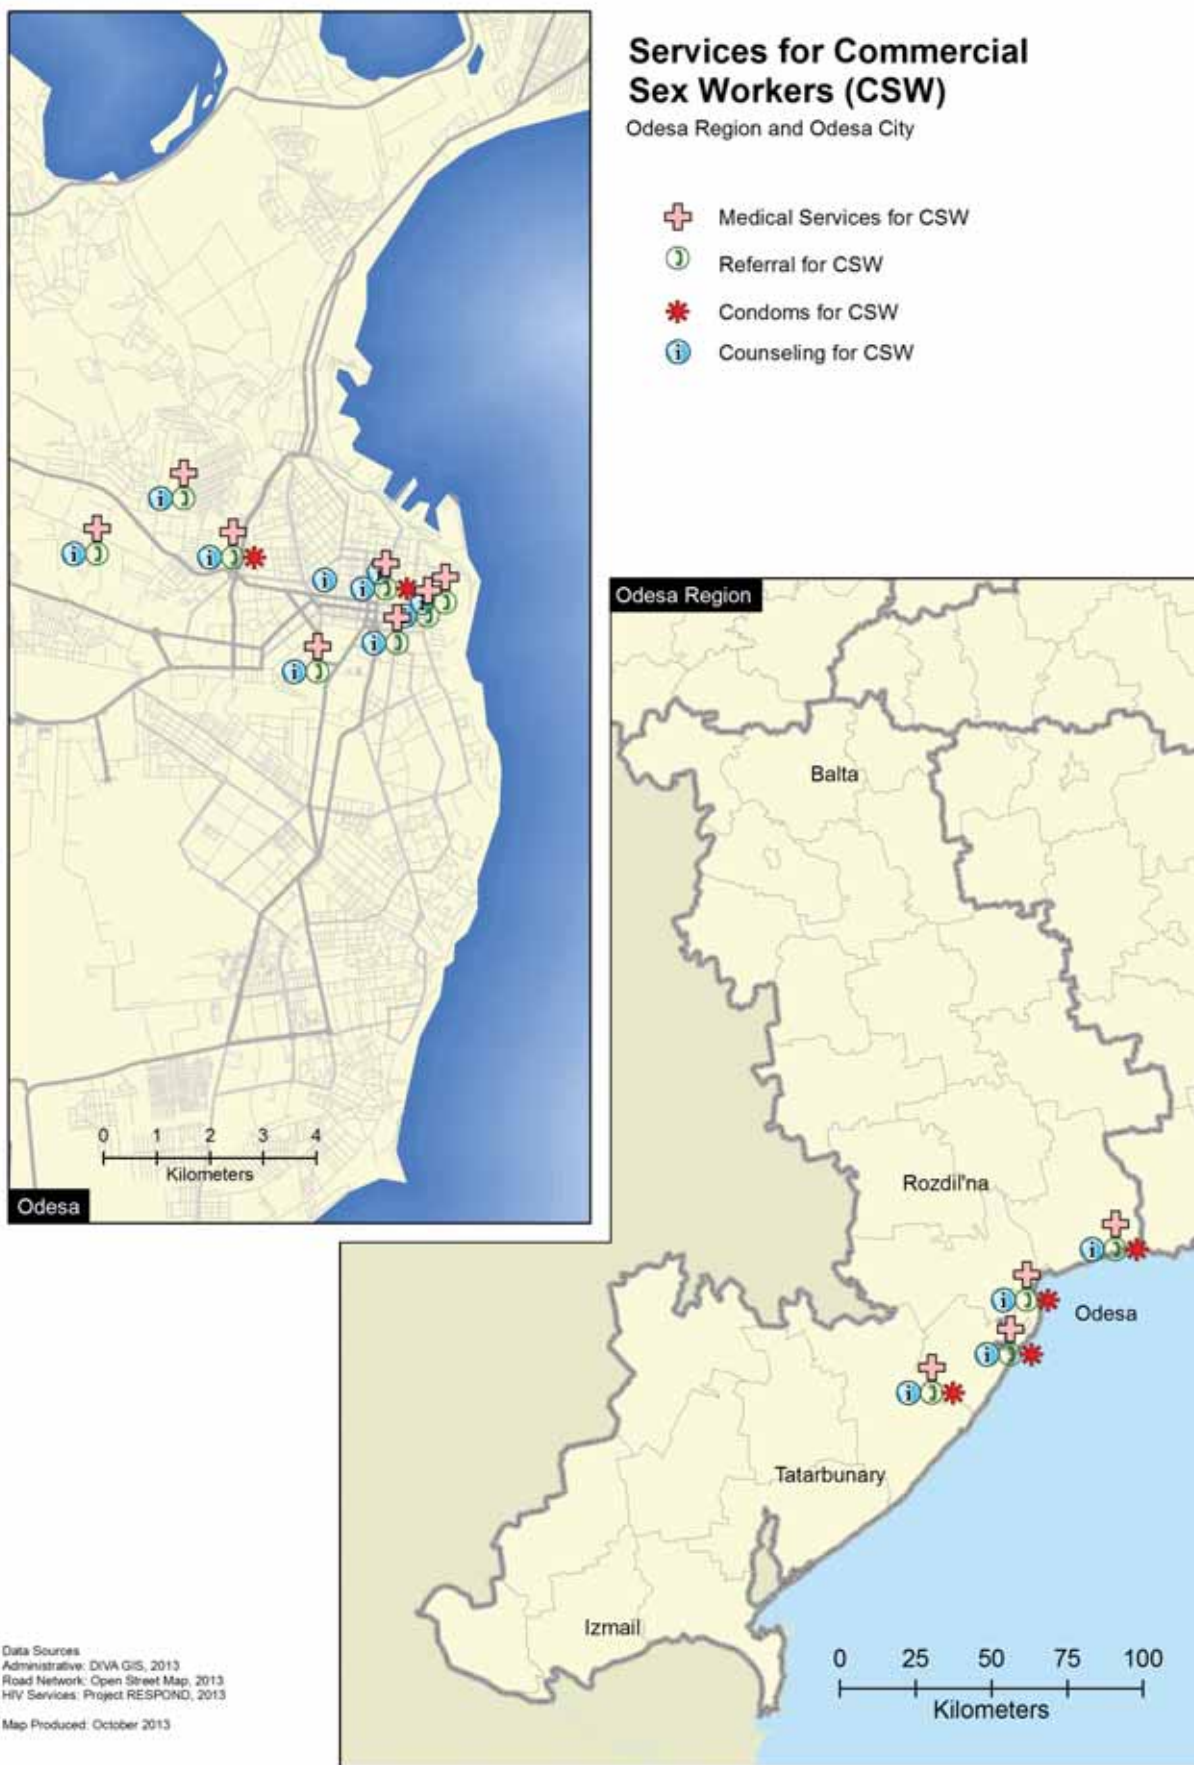 Services for Commercial
Sex Workers (CSW)
Odesa Region and Odesa City
Medical Services for CSW
Referral for CSW
Condoms for CSW
Counseling for CSW
0 1 2 3 4
Kilometers
Odesa
Odesa Region
Balta
Rozdil'na
Odesa
Tatarbunary
Izmail
0 25 50 75 100
Kilometers
Data Sources
Administrative: DIVA GIS, 2013
Road Network: Open Street Map, 2013
HIV Services: Project RESPOND, 2013
Map Produced: October 2013